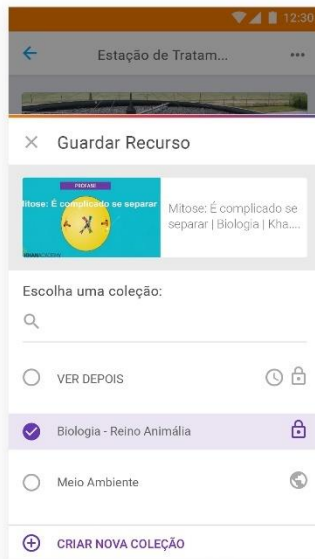 12:30
Estação de Tratam...
Guardar Recurso
Mitose: É complicado se separar
KHANACADEMY
Mitose: É complicado se
separar | Biologia | Kha....
Escolha uma coleção:
VER DEPOIS
Biologia - Reino Animália
Meio Ambiente
CRIAR NOVA COLEÇÃO